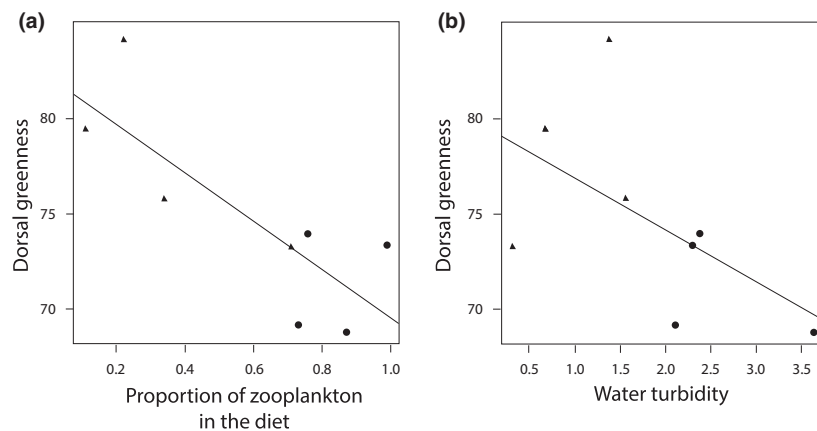 (a)
Dorsal greenness
80
75
70
0.2 0.4 0.6 0.8 1.0
Proportion of zooplankton
in the diet
(b)
Dorsal greenness
80
75
70
0.5 1.0 1.5 2.0 2.5 3.0 3.5
Water turbidity